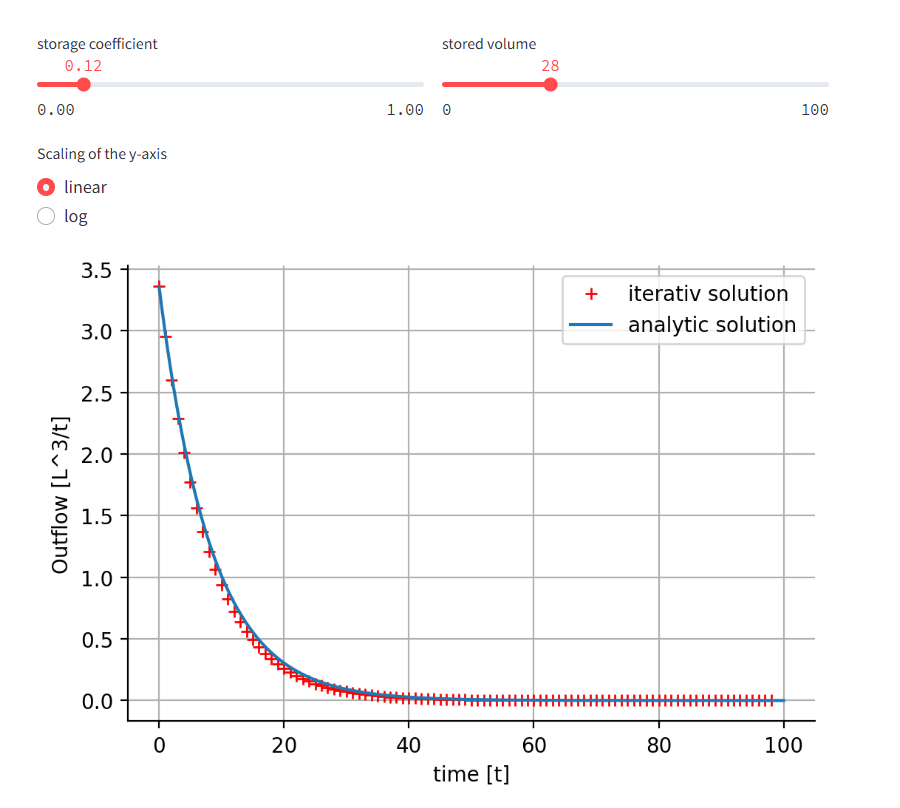 storage coefficient
0.12
0.00 1.00
stored volume
28
0 100
Scaling of the y-axis
linear
log
iterativ solution
analytic solution
3.5
3.0
2.5
2.0
1.5
1.0
0.5
0.0
Outflow [L^3/t]
0 20 40 60 80 100
time [t]